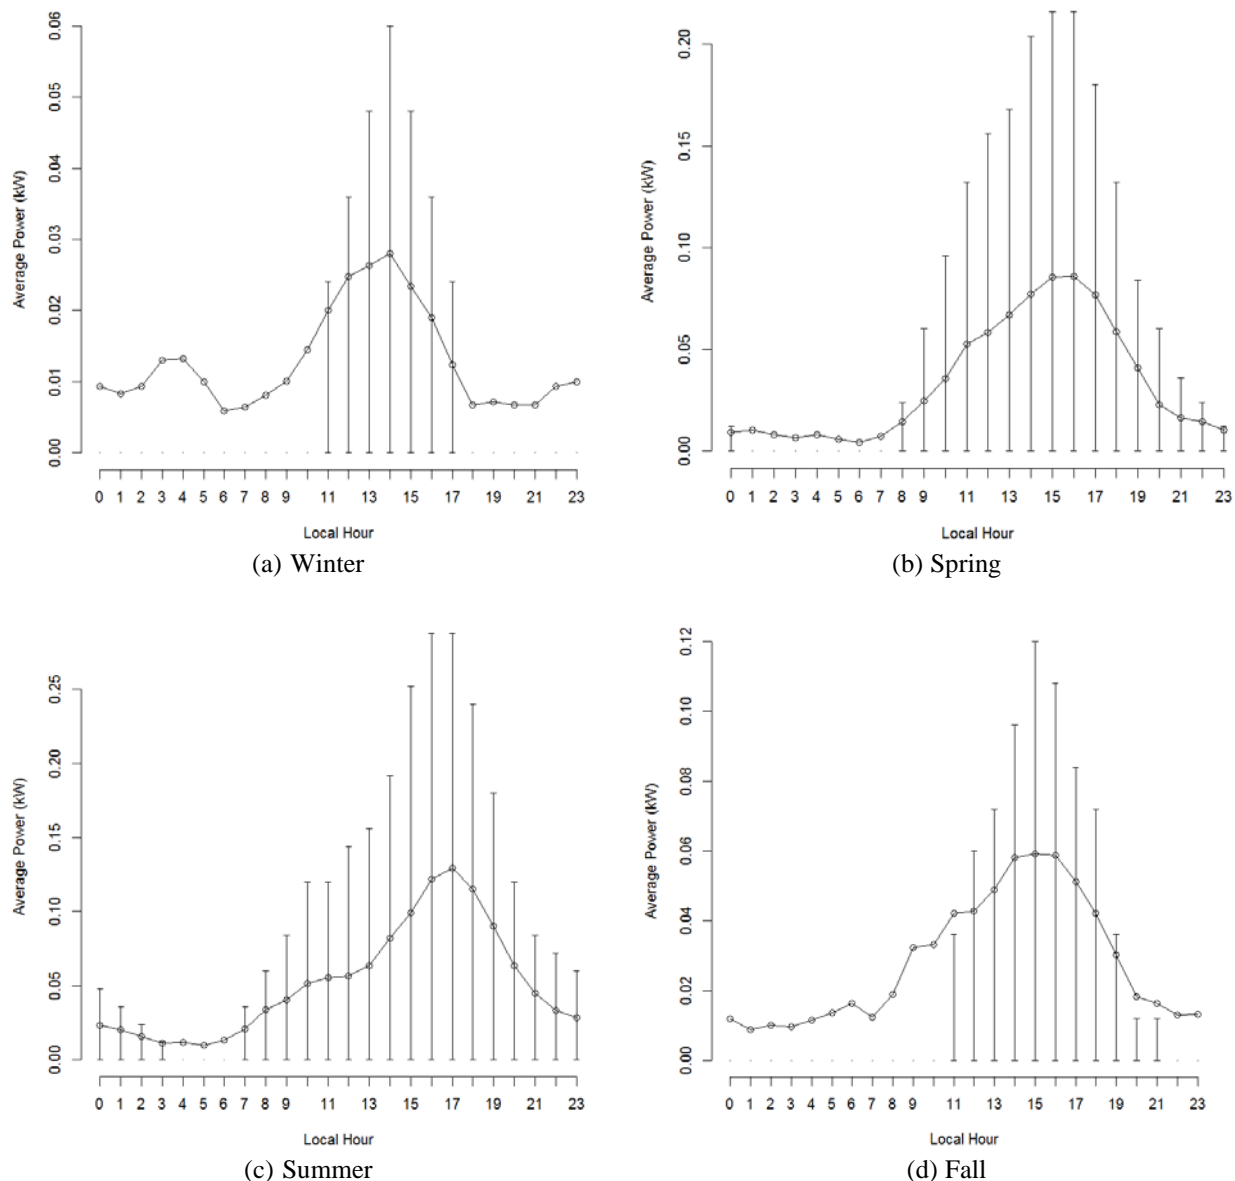 0.06
0.05
0.04
0.03
0.02
0.01
0.00
Average Power (kW)
0 1 2 3 4 5 6 7 8 9 11 13 15 17 19 21 23
Local Hour
(a) Winter
0.20
0.15
0.10
0.05
0.00
Average Power (kW)
0 1 2 3 4 5 6 7 8 9 11 13 15 17 19 21 23
Local Hour
(b) Spring
0.25
0.20
0.15
0.10
0.05
0.00
Average Power (kW)
0 1 2 3 4 5 6 7 8 9 11 13 15 17 19 21 23
Local Hour
(c) Summer
0.12
0.10
0.08
0.06
0.04
0.02
0.00
Average Power (kW)
0 1 2 3 4 5 6 7 8 9 11 13 15 17 19 21 23
Local Hour
(d) Fall